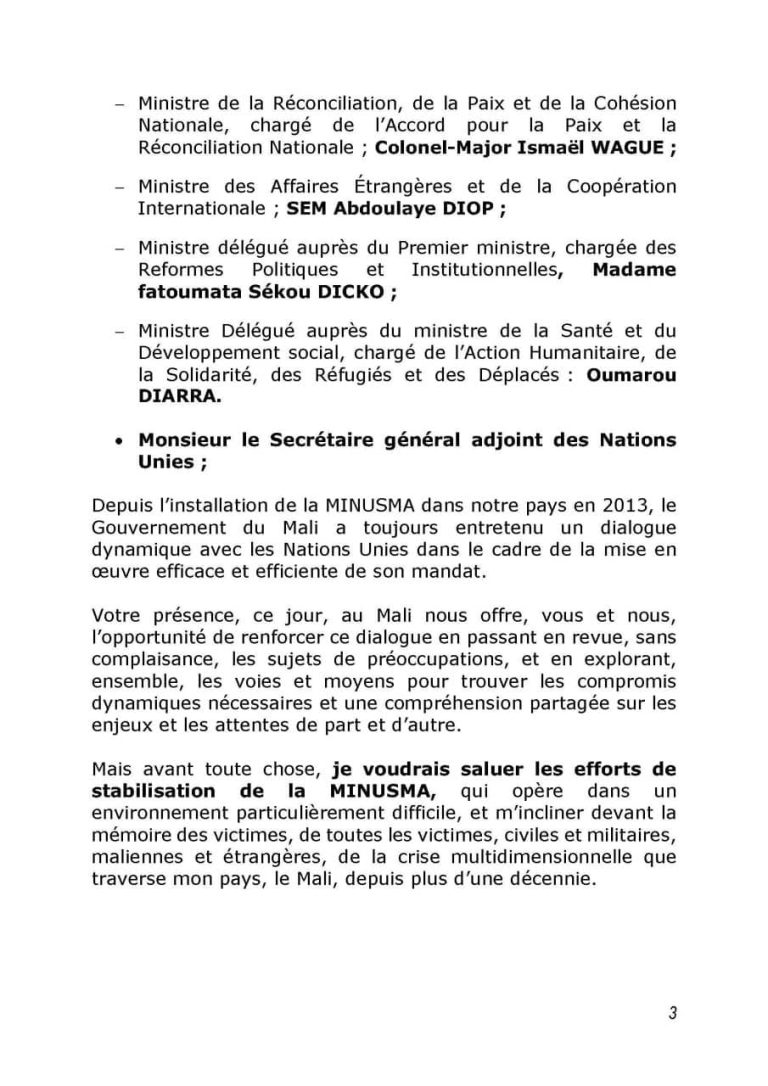 – Ministre de la Réconciliation, de la Paix et de la Cohésion
Nationale, chargé de l’Accord pour la Paix et la
Réconciliation Nationale ; Colonel-Major Ismaël WAGUE ;
– Ministre des Affaires Étrangères et de la Coopération
Internationale ; SEM Abdoulaye DIOP ;
– Ministre délégué auprès du Premier ministre, chargée des
Reformes Politiques et Institutionnelles, Madame
fatoumata Sékou DICKO ;
– Ministre Délégué auprès du ministre de la Santé et du
Développement social, chargé de l’Action Humanitaire, de
la Solidarité, des Réfugiés et des Déplacés : Oumarou
DIARRA.
• Monsieur le Secrétaire général adjoint des Nations
Unies ;
Depuis l’installation de la MINUSMA dans notre pays en 2013, le
Gouvernement du Mali a toujours entretenu un dialogue
dynamique avec les Nations Unies dans le cadre de la mise en
œuvre efficace et efficiente de son mandat.
Votre présence, ce jour, au Mali nous offre, vous et nous,
l’opportunité de renforcer ce dialogue en passant en revue, sans
complaisance, les sujets de préoccupations, et en explorant,
ensemble, les voies et moyens pour trouver les compromis
dynamiques nécessaires et une compréhension partagée sur les
enjeux et les attentes de part et d’autre.
Mais avant toute chose, je voudrais saluer les efforts de
stabilisation de la MINUSMA, qui opère dans un
environnement particulièrement difficile, et m’incliner devant la
mémoire des victimes, de toutes les victimes, civiles et militaires,
maliennes et étrangères, de la crise multidimensionnelle que
traverse mon pays, le Mali, depuis plus d’une décennie.
3